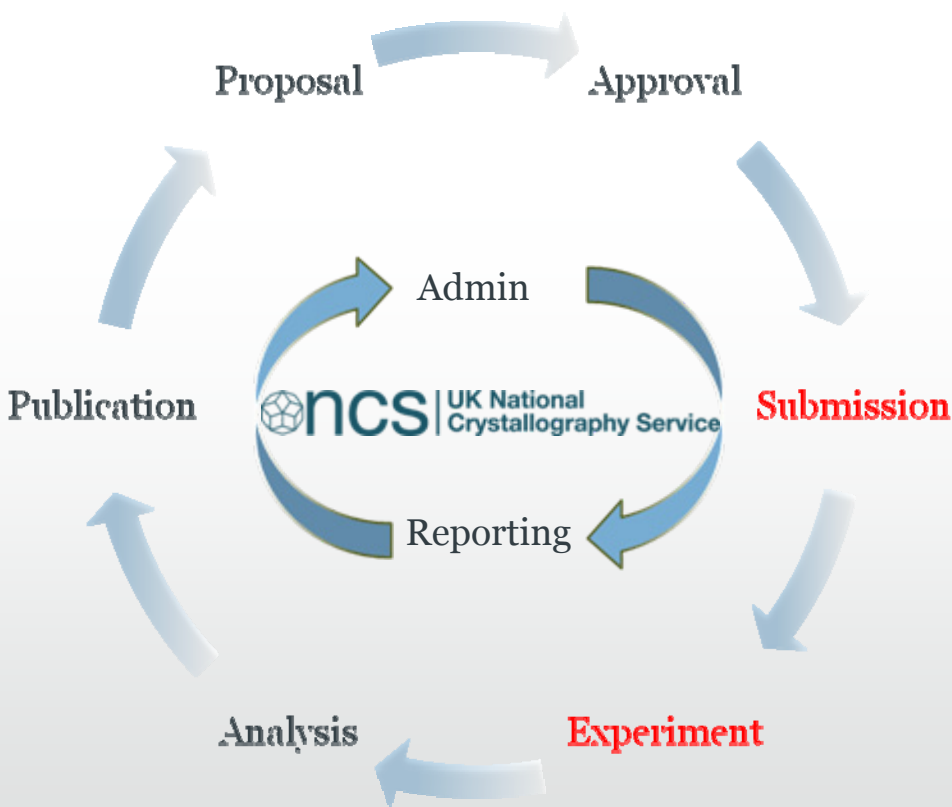 Proposal
Approval
Admin
Publication
ncs
UK National
Crystallography Service
Submission
Reporting
Analysis
Experiment